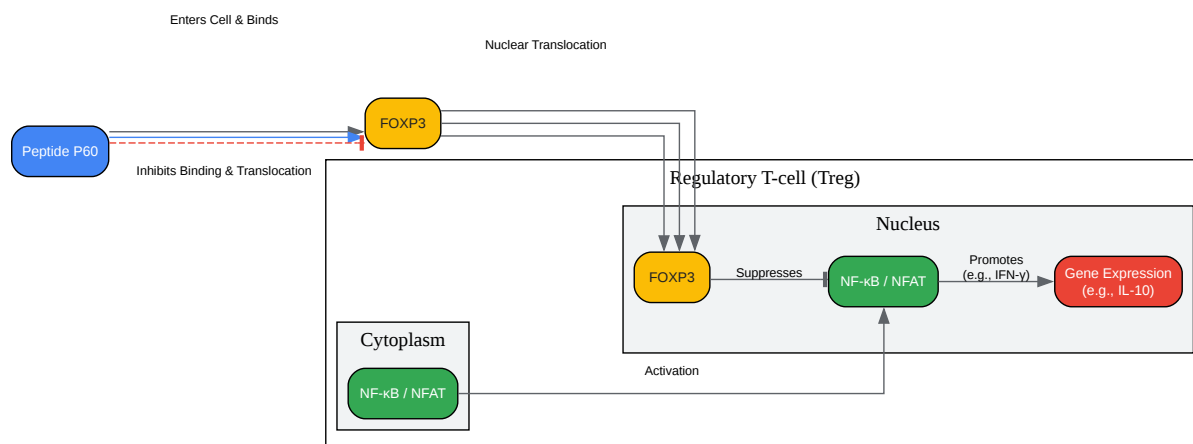 Enters Cell & Binds
Nuclear Translocation
FOXP3
Peptide P60
Inhibits Binding & Translocation
Regulatory T-cell (Treg)
Nucleus
FOXP3
Suppresses
NF-κB / NFAT
Promotes
(e.g., IFN-γ)
Gene Expression
(e.g., IL-10)
Cytoplasm
NF-κB / NFAT
Activation